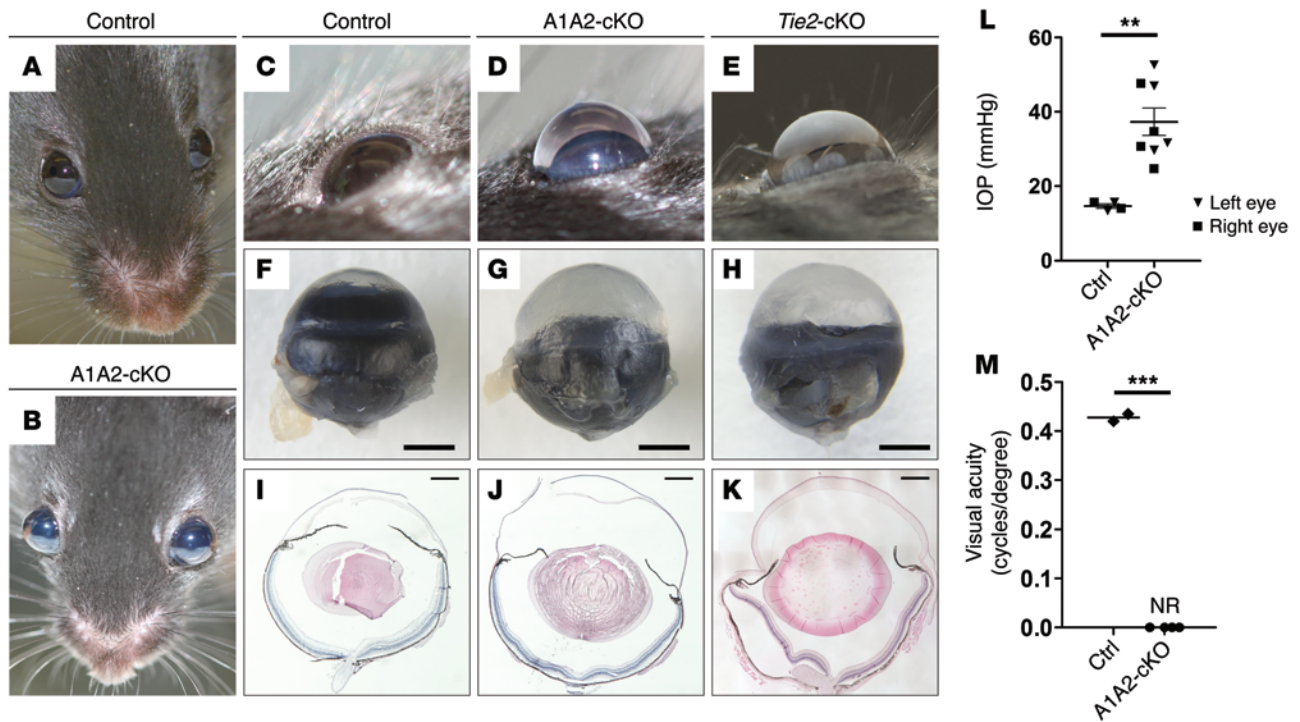 Control
Control
A1A2-cKO
Tie2-cKO
A
C
D
E
F
G
H
A1A2-cKO
B
I
J
K
L
**
60
40
20
0
IOP (mmHg)
Left eye
Right eye
Ctrl
A1A2-cKO
M
***
0.5
0.4
0.3
0.2
0.1
0.0
Visual acuity
(cycles/degree)
NR
Ctrl
A1A2-cKO